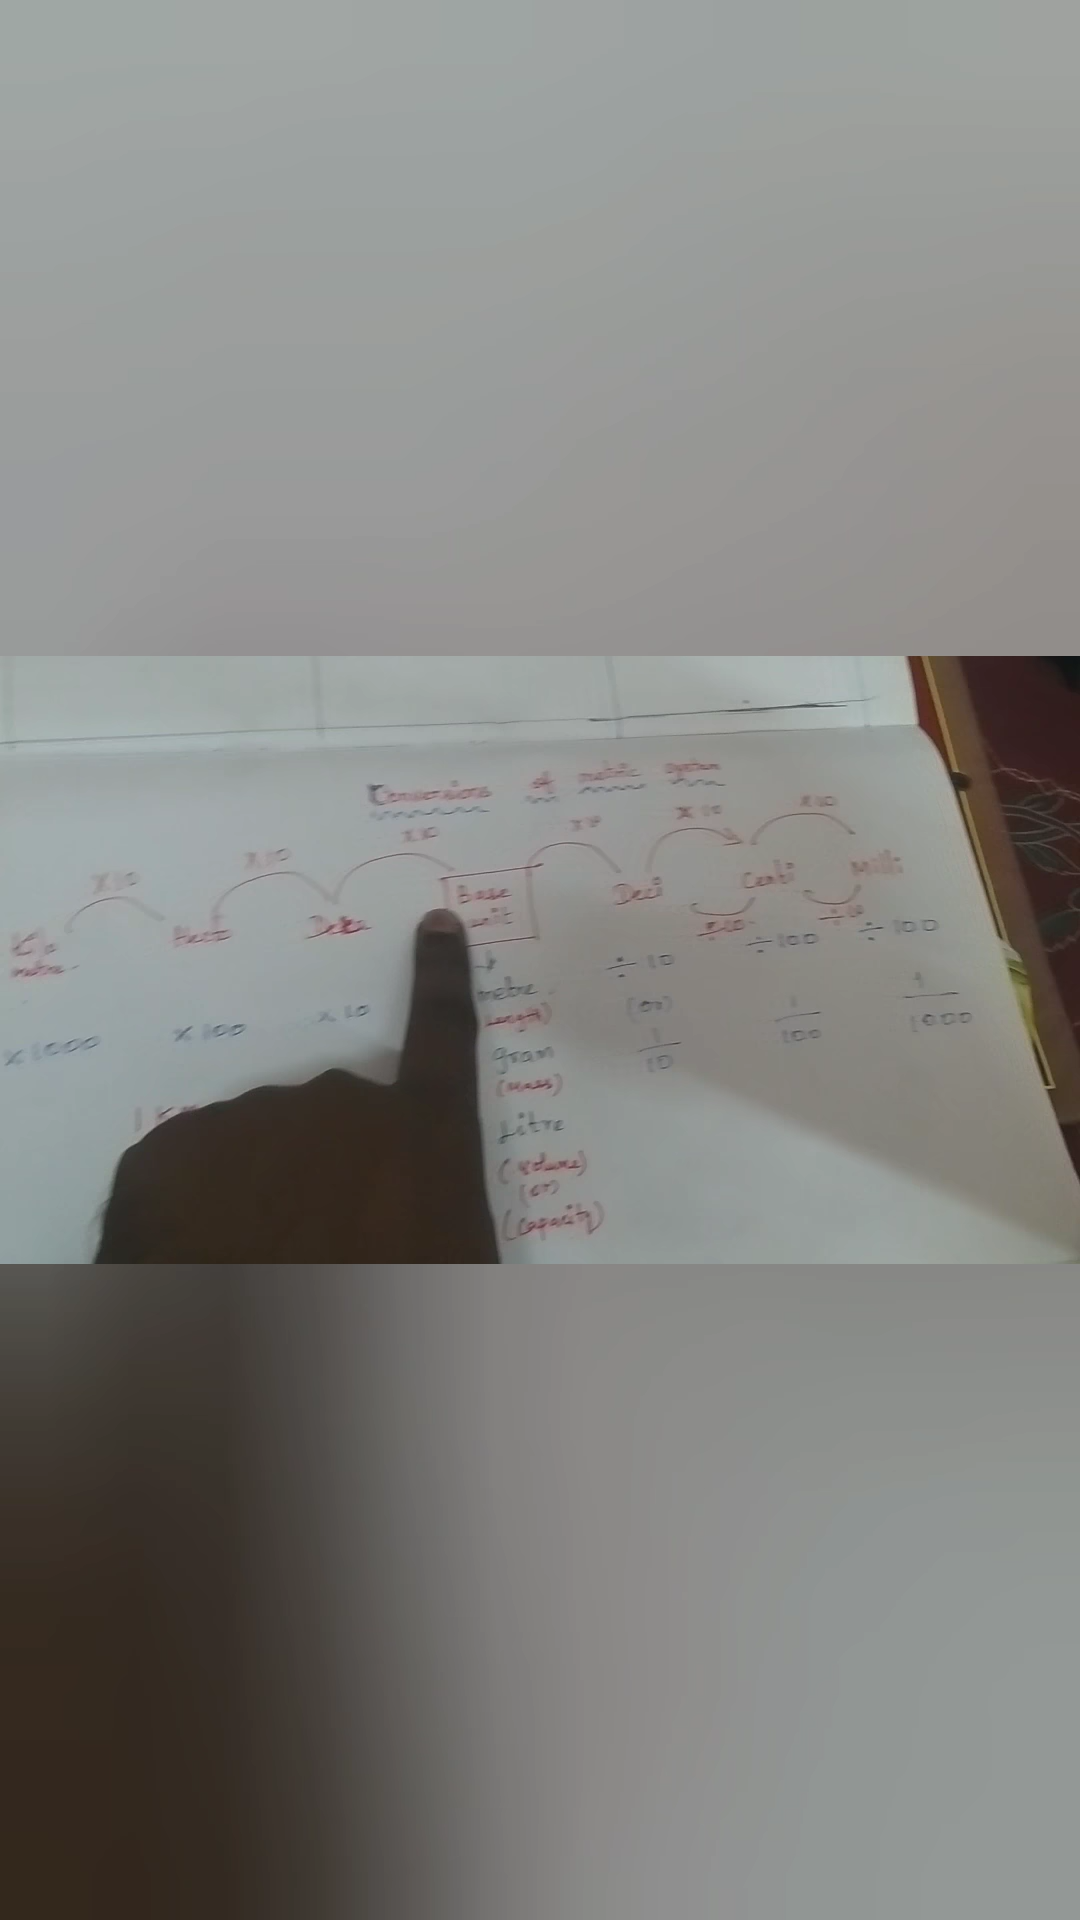 Conversions of metric system
x10 x10 x10 x10 x10 x10
Kilo Hecto Deka Base unit Deci Centi Milli
metre
÷10 ÷10
x1000 x100 x10 ÷10 ÷100 ÷100
metre
(Length)
(or)
1/10 1/100 1/1000
gram
(Mass)
1 K
Litre
(volume)
(or)
(capacity)